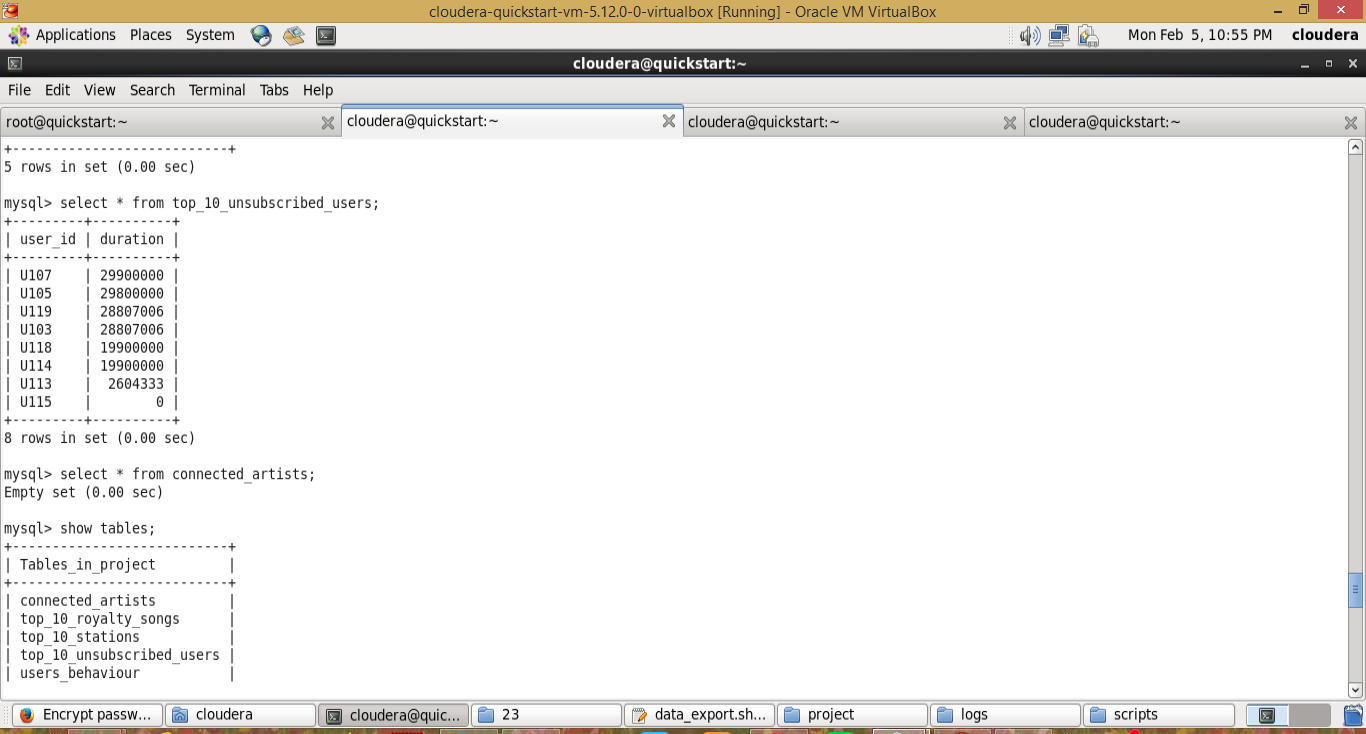 cloudera-quickstart-vm-5.12.0-0-virtualbox [Running] - Oracle VM VirtualBox
Applications Places System Mon Feb 5, 10:55 PM cloudera
cloudera@quickstart:~
File Edit View Search Terminal Tabs Help
root@quickstart:~ cloudera@quickstart:~ cloudera@quickstart:~ cloudera@quickstart:~
+---------------------------+
5 rows in set (0.00 sec)
mysql> select * from top_10_unsubscribed_users;
+---------+----------+
| user_id | duration |
+---------+----------+
| U107    | 29900000 |
| U105    | 29800000 |
| U119    | 28807006 |
| U103    | 28807006 |
| U118    | 19900000 |
| U114    | 19900000 |
| U113    |  2604333 |
| U115    |        0 |
+---------+----------+
8 rows in set (0.00 sec)
mysql> select * from connected_artists;
Empty set (0.00 sec)
mysql> show tables;
+---------------------------+
| Tables_in_project         |
+---------------------------+
| connected_artists         |
| top_10_royalty_songs      |
| top_10_stations           |
| top_10_unsubscribed_users |
| users_behaviour           |
Encrypt passw... cloudera cloudera@quic... 23 data_export.sh... project logs scripts